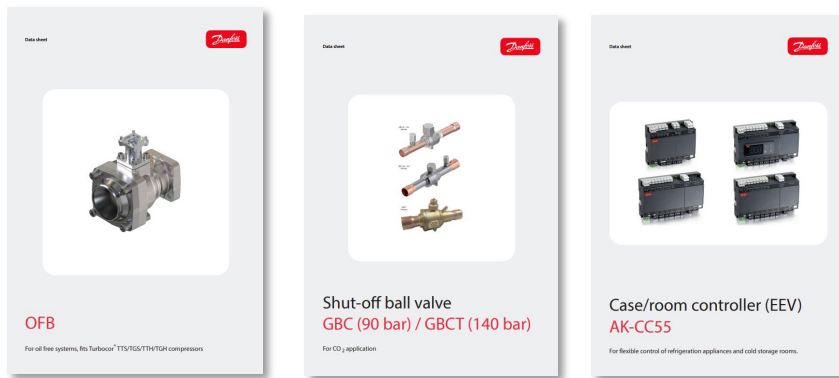 Data sheet
Danfoss
OFB
For oil free systems, fits Turbocor® TTS/TGS/TTH/TGH compressors
Data sheet
Danfoss
Shut-off ball valve
GBC (90 bar) / GBCT (140 bar)
For CO2 application
Data sheet
Danfoss
Case/room controller (EEV)
AK-CC55
For flexible control of refrigeration appliances and cold storage rooms.